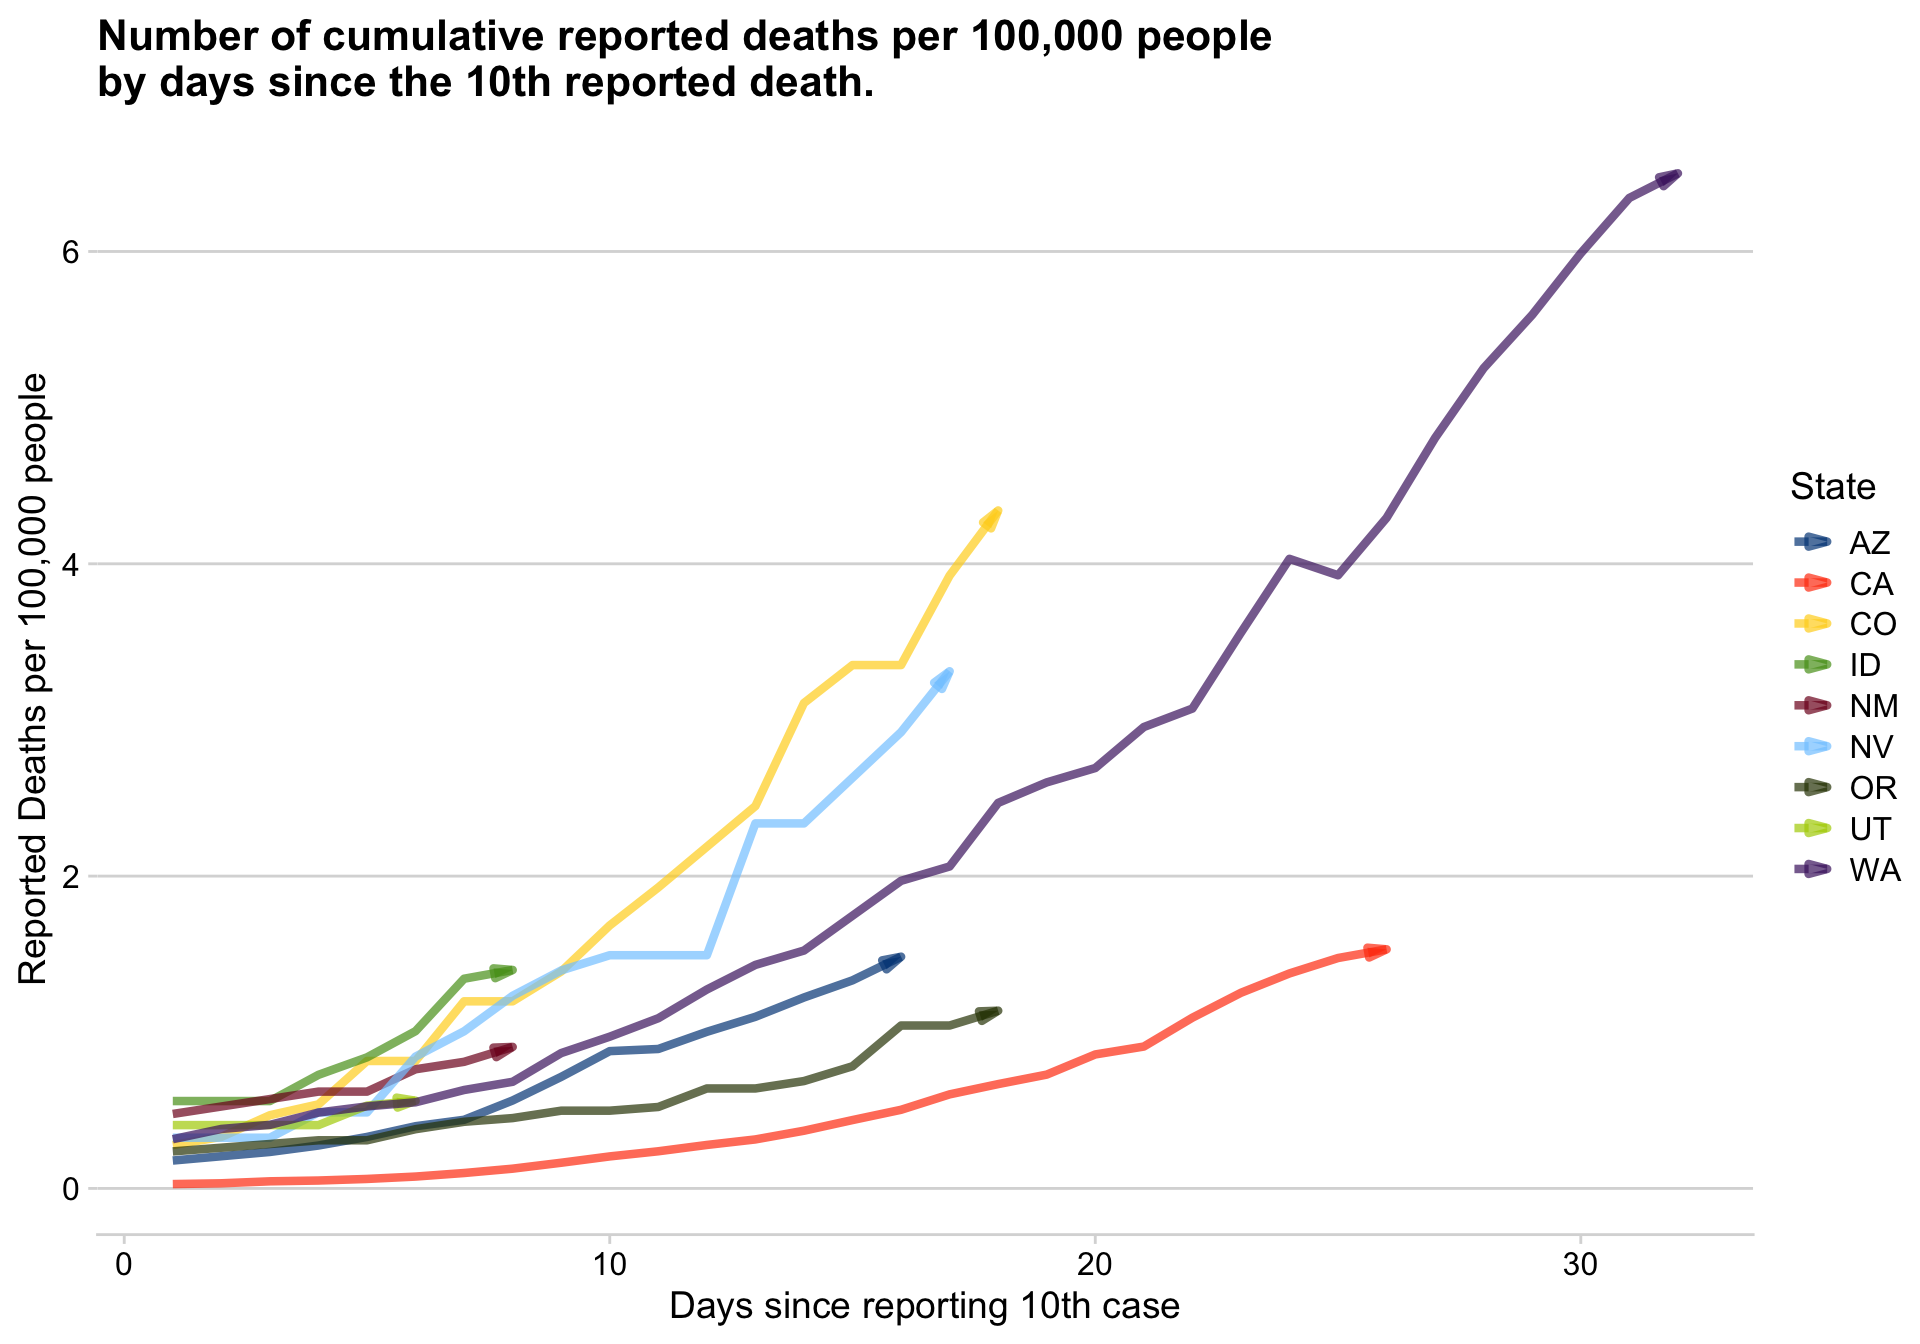 Number of cumulative reported deaths per 100,000 people
by days since the 10th reported death.
Reported Deaths per 100,000 people
6
4
2
0
0
10
20
30
Days since reporting 10th case
State
AZ
CA
CO
ID
NM
NV
OR
UT
WA